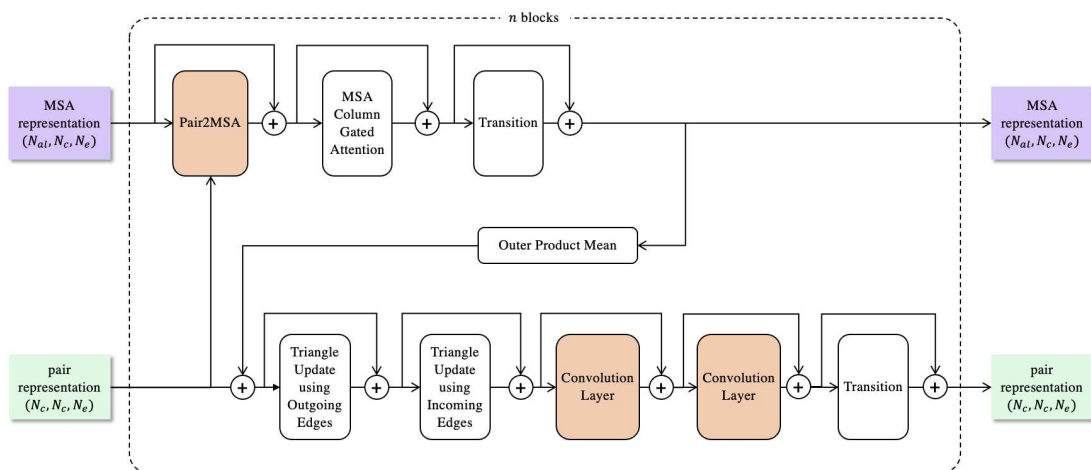 n blocks
MSA
representation
(N_al, N_c, N_e)
Pair2MSA
+
MSA
Column
Gated
Attention
+
Transition
+
MSA
representation
(N_al, N_c, N_e)
Outer Product Mean
pair
representation
(N_c, N_c, N_e)
+
Triangle
Update
using
Outgoing
Edges
+
Triangle
Update
using
Incoming
Edges
+
Convolution
Layer
+
Convolution
Layer
+
Transition
+
pair
representation
(N_c, N_c, N_e)